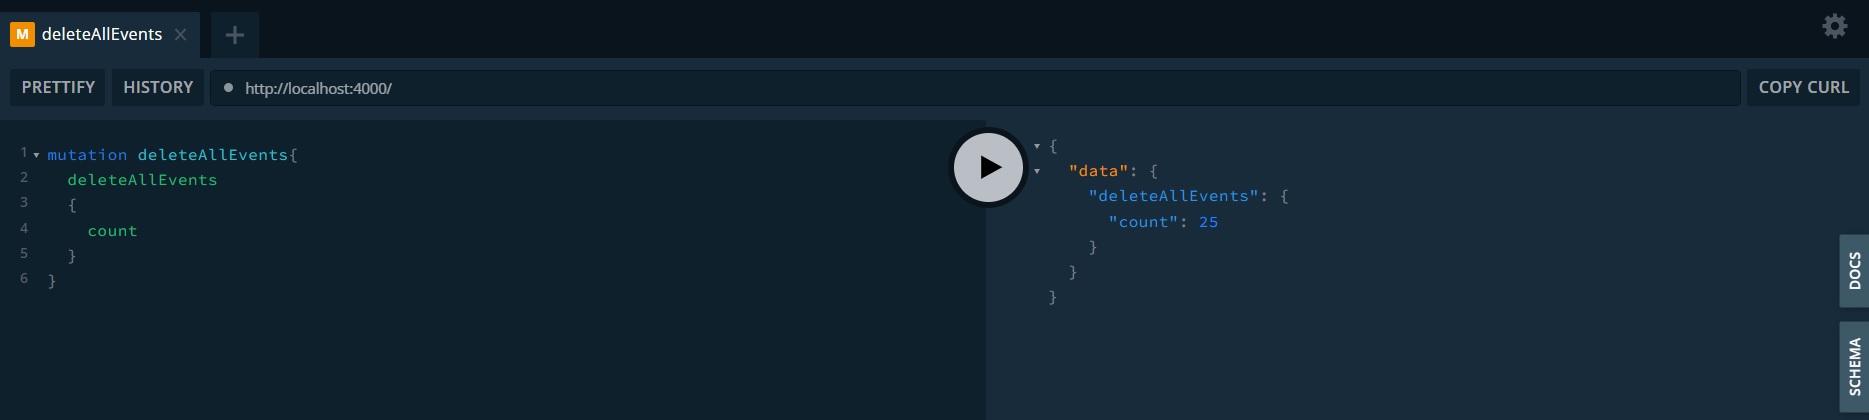 M deleteAllEvents
PRETTIFY HISTORY http://localhost:4000/ COPY CURL
1 mutation deleteAllEvents{
2 deleteAllEvents
3 {
4 count
5 }
6 }
{
"data": {
"deleteAllEvents": {
"count": 25
}
}
}
DOCS
SCHEMA